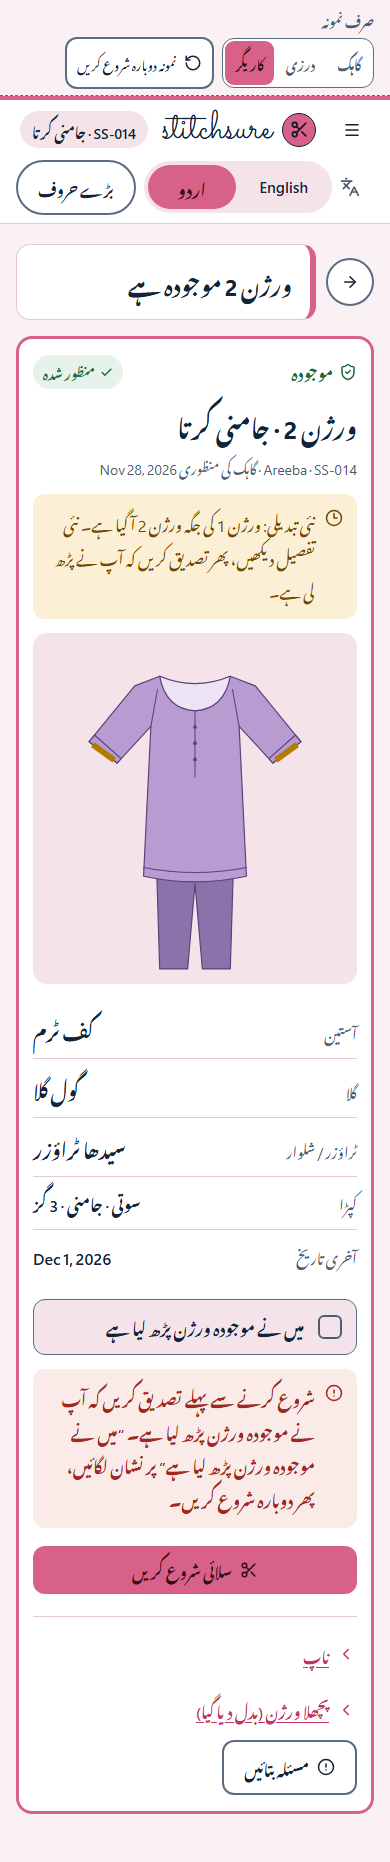 صرف نمونہ
گاہک
درزی
کاریگر
نمونہ دوبارہ شروع کریں
stitchsure
SS-014 · جامنی کرتا
English
اردو
بڑے حروف
ورژن 2 موجودہ ہے
موجودہ
منظور شدہ
ورژن 2 · جامنی کرتا
SS-014 · Areeba · گاہک کی منظوری Nov 28, 2026
نئی تبدیلی: ورژن 1 کی جگہ ورژن 2 آ گیا ہے۔ نئی
تفصیل دیکھیں، پھر تصدیق کریں کہ آپ نے پڑھ
لی ہے۔
آستین
کف ٹرم
گلا
گول گلا
ٹراؤزر / شلوار
سیدھا ٹراؤزر
کپڑا
سوتی · جامنی · 3 گز
آخری تاریخ
Dec 1, 2026
میں نے موجودہ ورژن پڑھ لیا ہے
شروع کرنے سے پہلے تصدیق کریں کہ آپ
نے موجودہ ورژن پڑھ لیا ہے۔ ”میں نے
موجودہ ورژن پڑھ لیا ہے“ پر نشان لگائیں،
پھر دوبارہ شروع کریں۔
سلائی شروع کریں
ناپ
پچھلا ورژن (بدل دیا گیا)
مسئلہ بتائیں